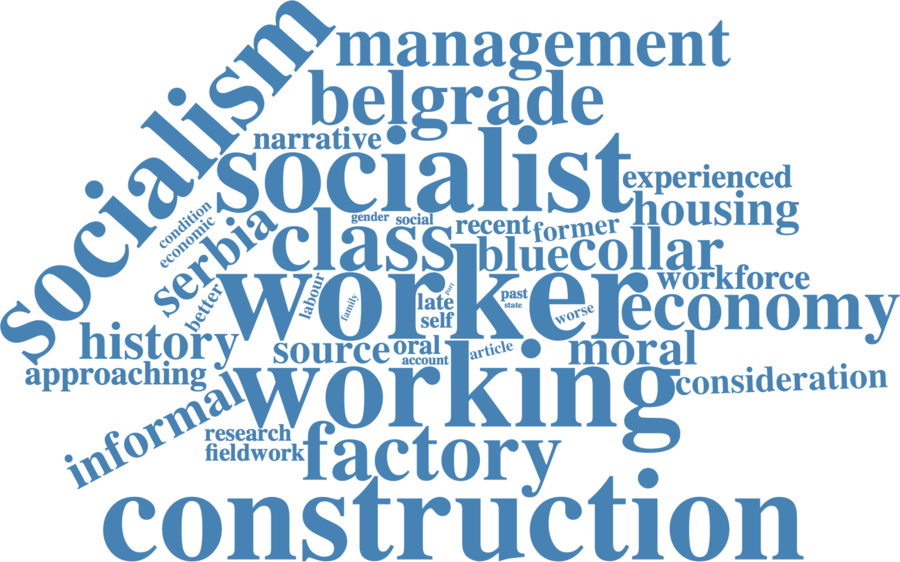 socialism
management
belgrade
narrative
socialist
experienced
housing
condition
economic
serbia
gender
social
class
recent
former
blue
collar
workforce
better
labour
family
worker
late
part
self
past
state
worse
economy
history
source
oral
account
article
moral
approaching
working
consideration
informal
research
fieldwork
factory
construction